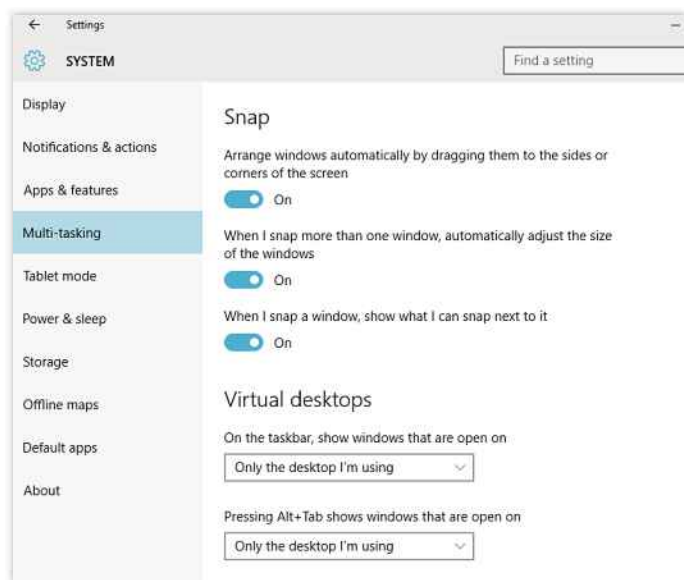 Settings
SYSTEM
Find a setting
Display
Notifications & actions
Apps & features
Multi-tasking
Tablet mode
Power & sleep
Storage
Offline maps
Default apps
About
Snap
Arrange windows automatically by dragging them to the sides or
corners of the screen
On
When I snap more than one window, automatically adjust the size
of the windows
On
When I snap a window, show what I can snap next to it
On
Virtual desktops
On the taskbar, show windows that are open on
Only the desktop I'm using
Pressing Alt+Tab shows windows that are open on
Only the desktop I'm using